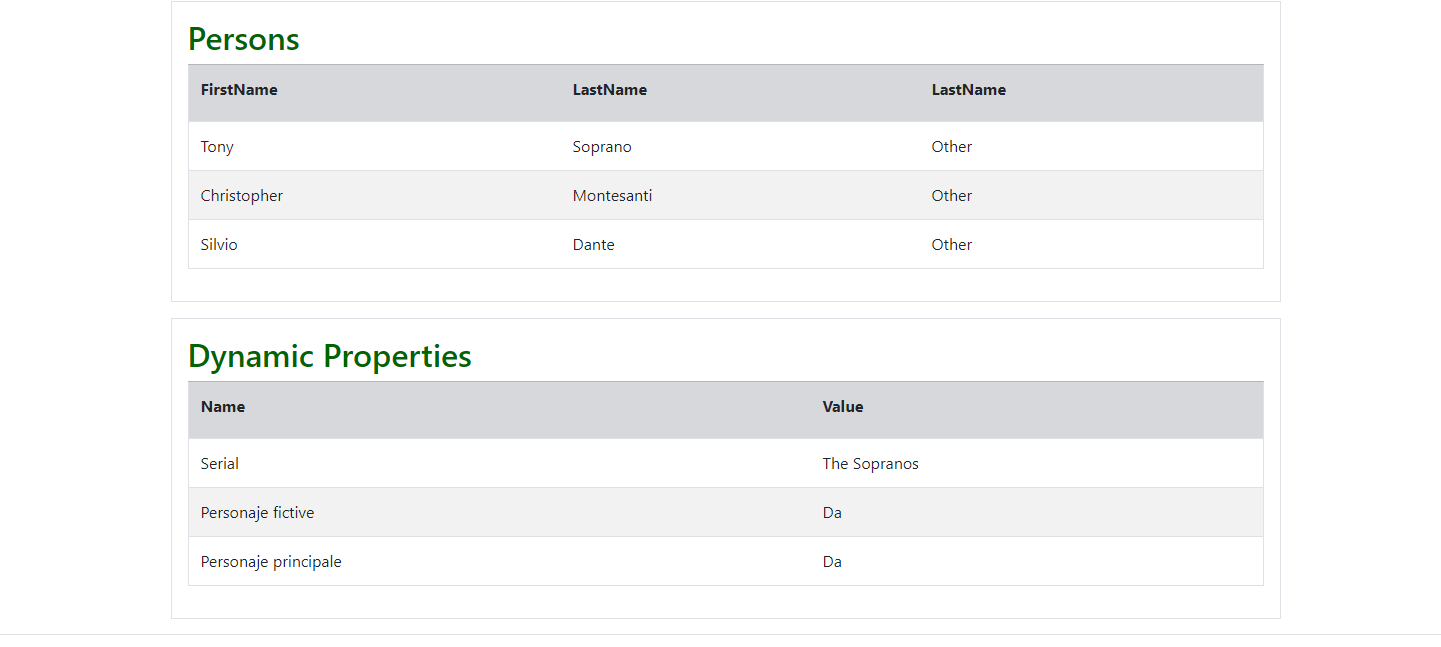 Persons
FirstName LastName LastName
Tony Soprano Other
Christopher Montesanti Other
Silvio Dante Other
Dynamic Properties
Name Value
Serial The Sopranos
Personaje fictive Da
Personaje principale Da